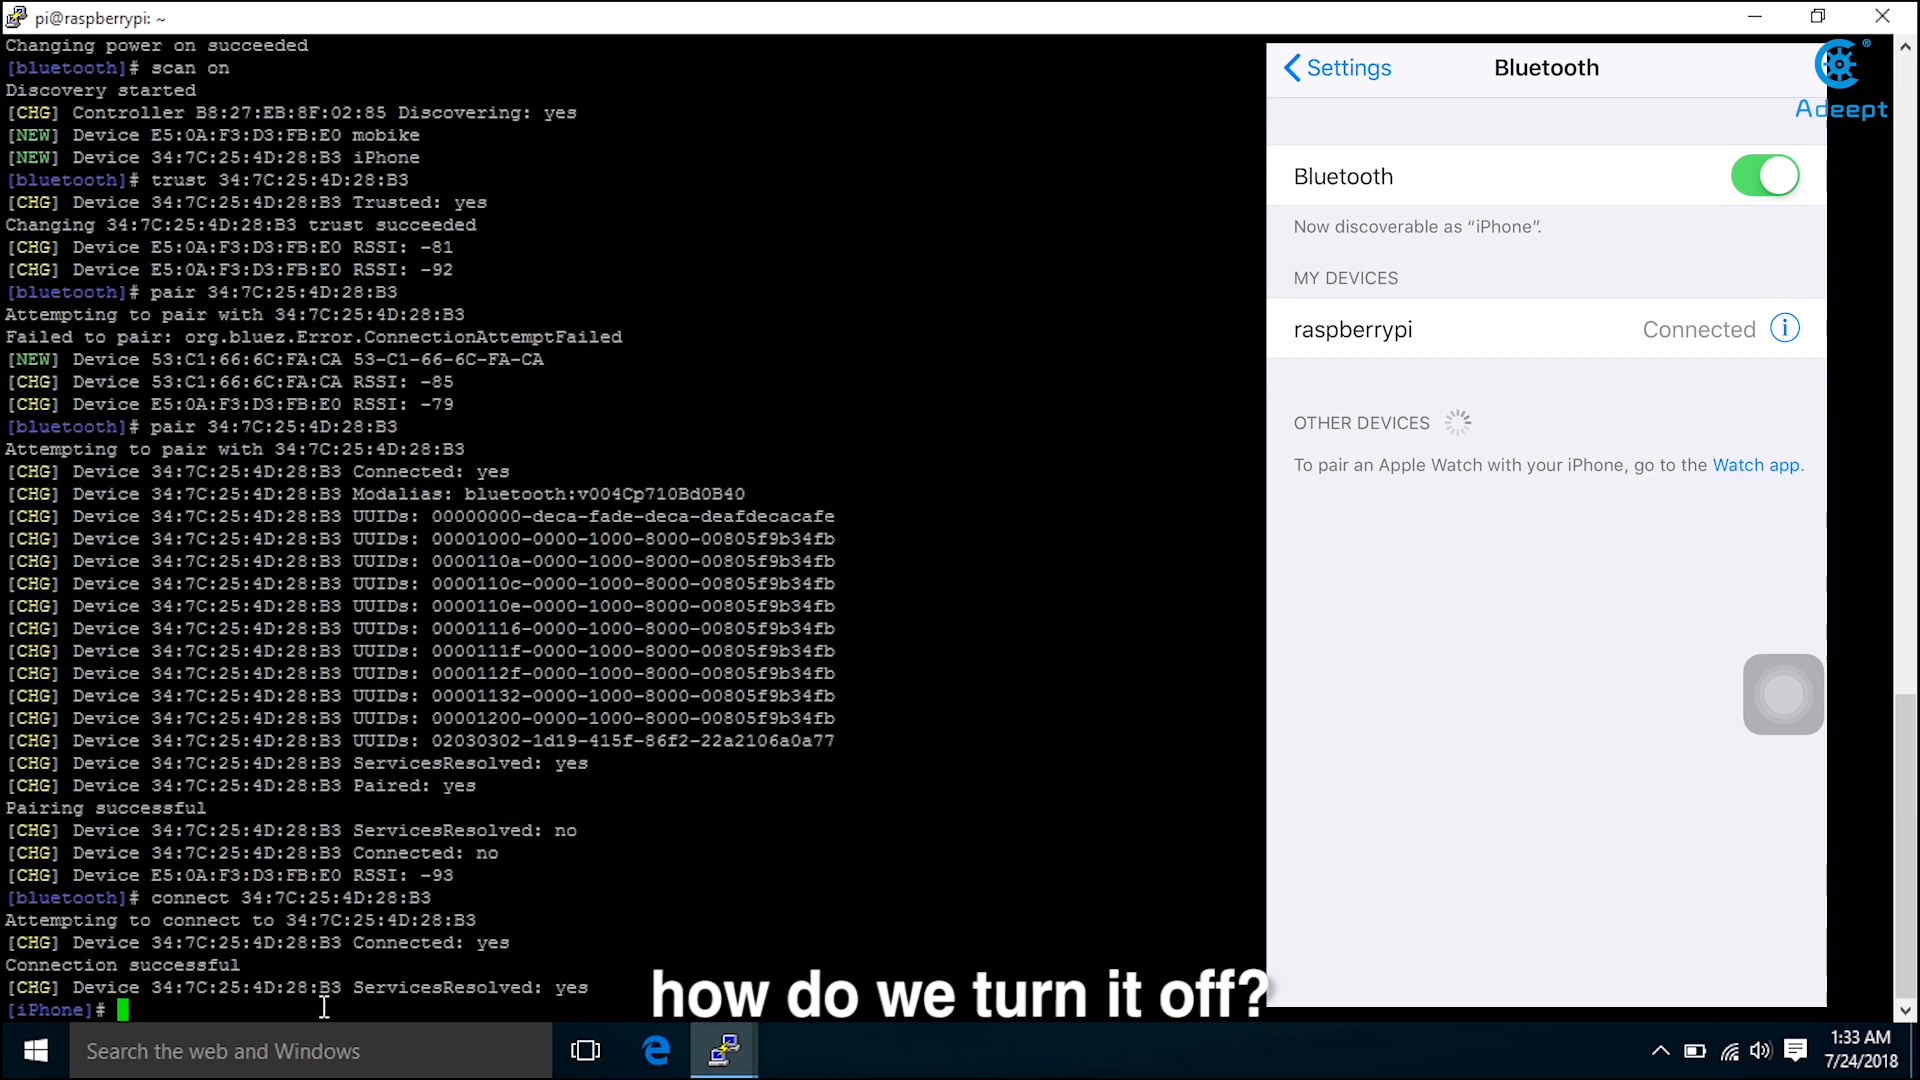 pi@raspberrypi: ~
Changing power on succeeded
[bluetooth]# scan on
Discovery started
[CHG] Controller B8:27:EB:8F:02:85 Discovering: yes
[NEW] Device E5:0A:F3:D3:FB:E0 mobike
[NEW] Device 34:7C:25:4D:28:B3 iPhone
[bluetooth]# trust 34:7C:25:4D:28:B3
[CHG] Device 34:7C:25:4D:28:B3 Trusted: yes
Changing 34:7C:25:4D:28:B3 trust succeeded
[CHG] Device E5:0A:F3:D3:FB:E0 RSSI: -81
[CHG] Device E5:0A:F3:D3:FB:E0 RSSI: -92
[bluetooth]# pair 34:7C:25:4D:28:B3
Attempting to pair with 34:7C:25:4D:28:B3
Failed to pair: org.bluez.Error.ConnectionAttemptFailed
[NEW] Device 53:C1:66:6C:FA:CA 53-C1-66-6C-FA-CA
[CHG] Device 53:C1:66:6C:FA:CA RSSI: -85
[CHG] Device E5:0A:F3:D3:FB:E0 RSSI: -79
[bluetooth]# pair 34:7C:25:4D:28:B3
Attempting to pair with 34:7C:25:4D:28:B3
[CHG] Device 34:7C:25:4D:28:B3 Connected: yes
[CHG] Device 34:7C:25:4D:28:B3 Modalias: bluetooth:v004Cp710Bd0B40
[CHG] Device 34:7C:25:4D:28:B3 UUIDs: 00000000-deca-fade-deca-deafdecacafe
[CHG] Device 34:7C:25:4D:28:B3 UUIDs: 00001000-0000-1000-8000-00805f9b34fb
[CHG] Device 34:7C:25:4D:28:B3 UUIDs: 0000110a-0000-1000-8000-00805f9b34fb
[CHG] Device 34:7C:25:4D:28:B3 UUIDs: 0000110c-0000-1000-8000-00805f9b34fb
[CHG] Device 34:7C:25:4D:28:B3 UUIDs: 0000110e-0000-1000-8000-00805f9b34fb
[CHG] Device 34:7C:25:4D:28:B3 UUIDs: 00001116-0000-1000-8000-00805f9b34fb
[CHG] Device 34:7C:25:4D:28:B3 UUIDs: 0000111f-0000-1000-8000-00805f9b34fb
[CHG] Device 34:7C:25:4D:28:B3 UUIDs: 0000112f-0000-1000-8000-00805f9b34fb
[CHG] Device 34:7C:25:4D:28:B3 UUIDs: 00001132-0000-1000-8000-00805f9b34fb
[CHG] Device 34:7C:25:4D:28:B3 UUIDs: 00001200-0000-1000-8000-00805f9b34fb
[CHG] Device 34:7C:25:4D:28:B3 UUIDs: 02030302-1d19-415f-86f2-22a2106a0a77
[CHG] Device 34:7C:25:4D:28:B3 ServicesResolved: yes
[CHG] Device 34:7C:25:4D:28:B3 Paired: yes
Pairing successful
[CHG] Device 34:7C:25:4D:28:B3 ServicesResolved: no
[CHG] Device 34:7C:25:4D:28:B3 Connected: no
[CHG] Device E5:0A:F3:D3:FB:E0 RSSI: -93
[bluetooth]# connect 34:7C:25:4D:28:B3
Attempting to connect to 34:7C:25:4D:28:B3
[CHG] Device 34:7C:25:4D:28:B3 Connected: yes
Connection successful
[CHG] Device 34:7C:25:4D:28:B3 ServicesResolved: yes
[iPhone]#
Settings
Bluetooth
Adeept®
Bluetooth
Now discoverable as “iPhone”.
MY DEVICES
raspberrypi Connected
OTHER DEVICES
To pair an Apple Watch with your iPhone, go to the Watch app.
how do we turn it off?
Search the web and Windows
1:33 AM
7/24/2018